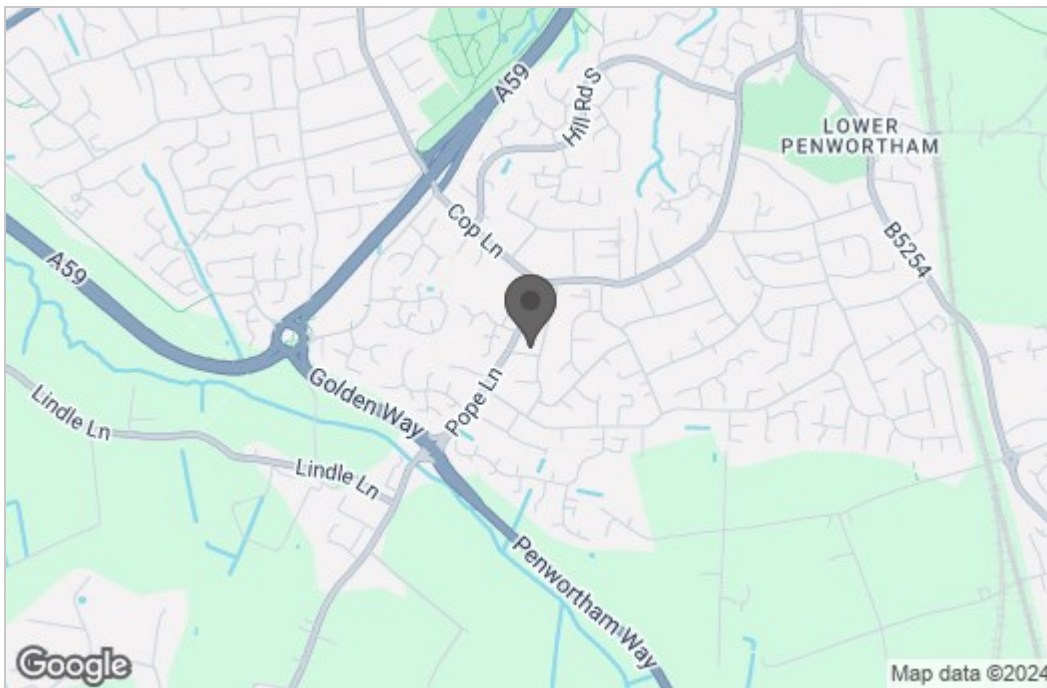 A59
Hill Rd S
LOWER
PENWORTHAM
Cop Ln
B5254
A59
Golden Way
Pope Ln
Lindle Ln
Lindle Ln
Penwortham Way
Google
Map data ©2024